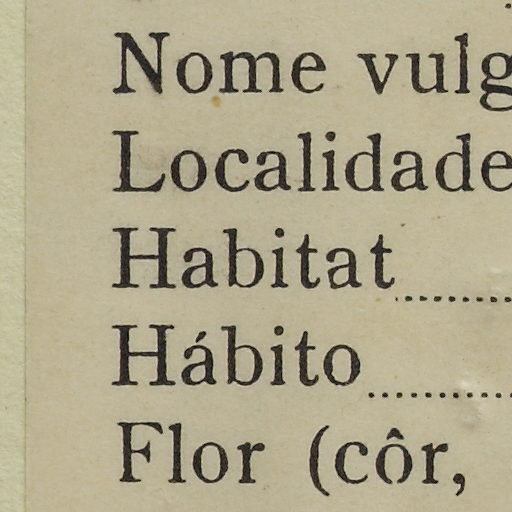 Nome vulg
Localidade
Habitat
Hábito
Flor (côr,